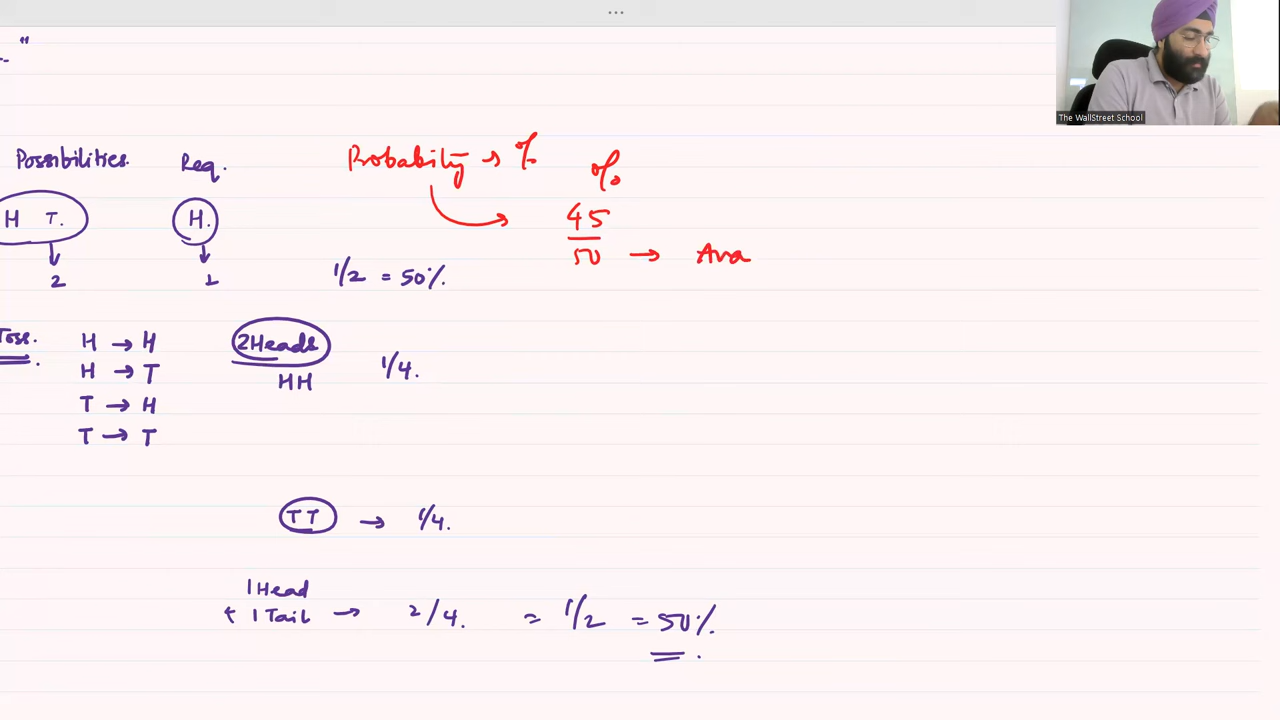 "
The WallStreet School
Possibilities Req. Probability → % %
H T. H. 45
50 → Ava
2 1 1/2 = 50%.
Toss. H → H 2Heads
H → T HH 1/4.
T → H
T → T
TT → 1/4.
1Head
+ 1Tail → 2/4. = 1/2 = 50%.